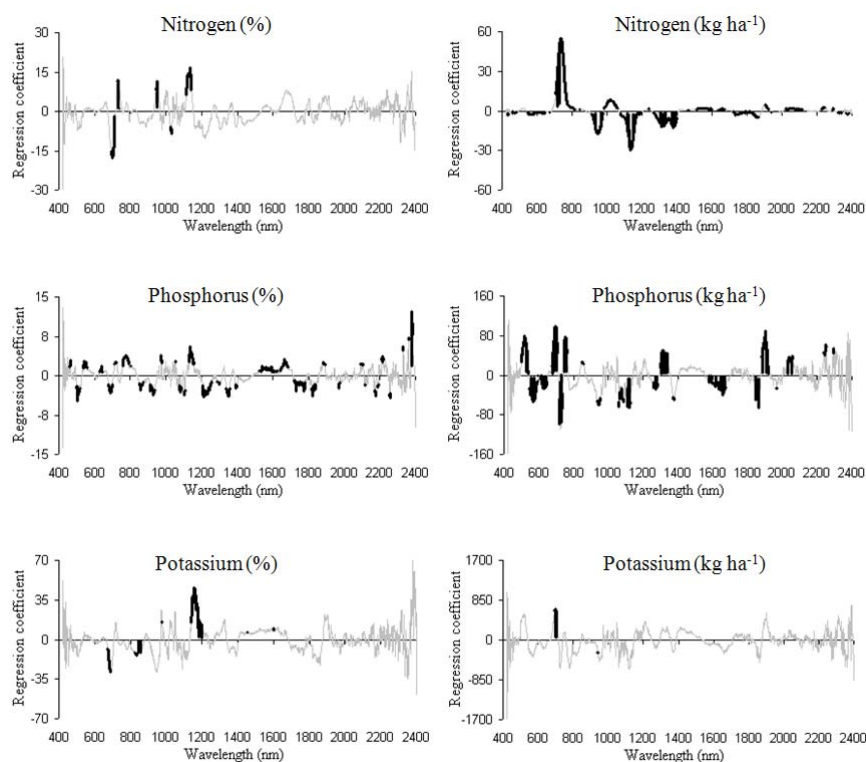 Nitrogen (%)
Regression coefficient
30
15
0
-15
-30
400 600 800 1000 1200 1400 1600 1800 2000 2200 2400
Wavelength (nm)
Nitrogen (kg ha⁻¹)
Regression coefficient
60
30
0
-30
-60
400 600 800 1000 1200 1400 1600 1800 2000 2200 2400
Wavelength (nm)
Phosphorus (%)
Regression coefficient
15
8
0
-8
-15
400 600 800 1000 1200 1400 1600 1800 2000 2200 2400
Wavelength (nm)
Phosphorus (kg ha⁻¹)
Regression coefficient
160
80
0
-80
-160
400 600 800 1000 1200 1400 1600 1800 2000 2200 2400
Wavelength (nm)
Potassium (%)
Regression coefficient
70
35
0
-35
-70
400 600 800 1000 1200 1400 1600 1800 2000 2200 2400
Wavelength (nm)
Potassium (kg ha⁻¹)
Regression coefficient
1700
850
0
-850
-1700
400 600 800 1000 1200 1400 1600 1800 2000 2200 2400
Wavelength (nm)